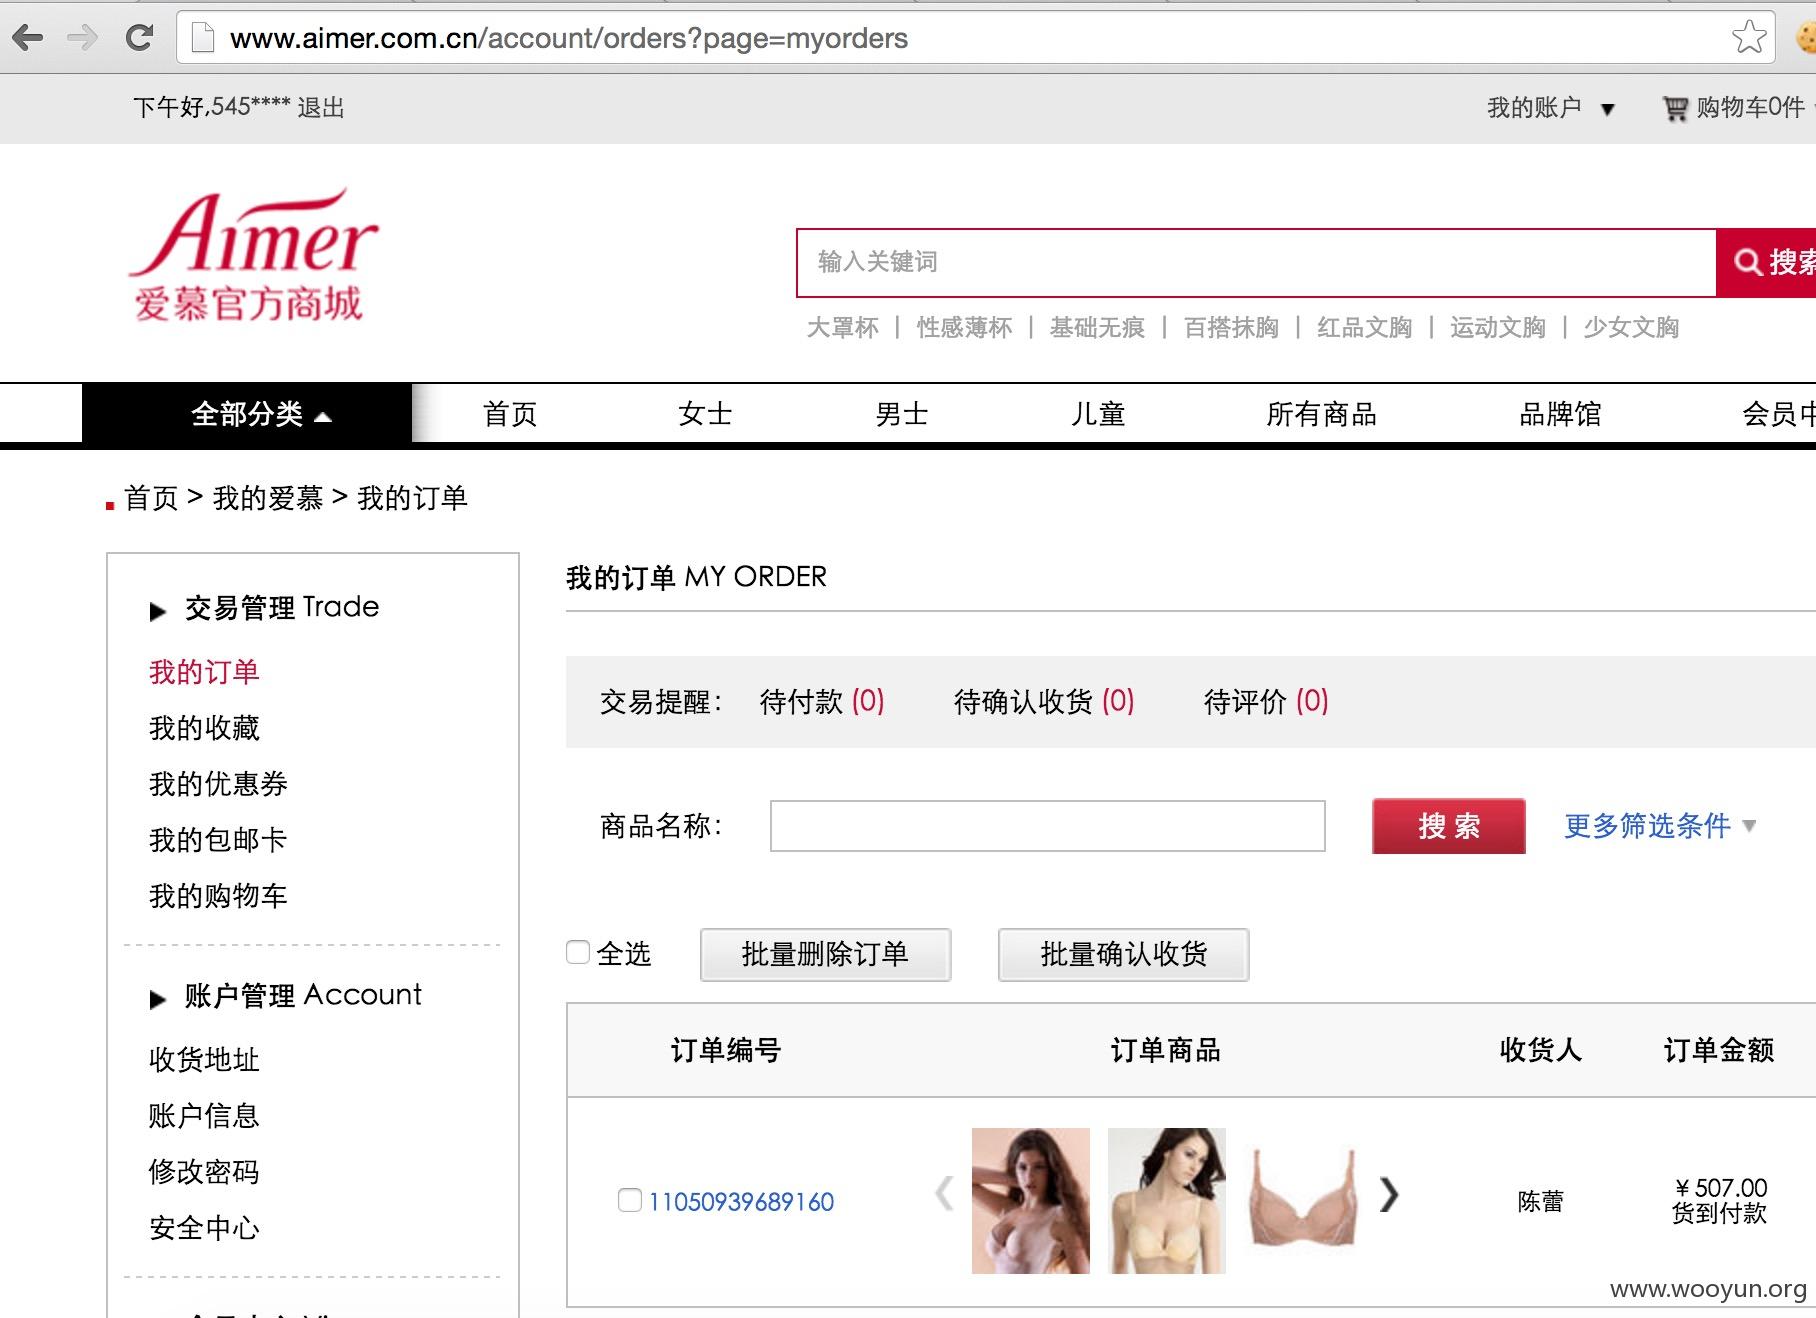 www.aimer.com.cn/account/orders?page=myorders
下午好,545**** 退出
我的账户 ▼ 购物车0件
Aimer
爱慕官方商城
输入关键词
搜索
大罩杯 | 性感薄杯 | 基础无痕 | 百搭抹胸 | 红品文胸 | 运动文胸 | 少女文胸
全部分类 首页 女士 男士 儿童 所有商品 品牌馆 会员中
首页 > 我的爱慕 > 我的订单
交易管理 Trade
我的订单
我的收藏
我的优惠券
我的包邮卡
我的购物车
账户管理 Account
收货地址
账户信息
修改密码
安全中心
我的订单 MY ORDER
交易提醒: 待付款 (0) 待确认收货 (0) 待评价 (0)
商品名称: 搜 索 更多筛选条件
全选 批量删除订单 批量确认收货
订单编号 订单商品 收货人 订单金额
11050939689160 陈蕾 ¥ 507.00
货到付款
www.wooyun.org